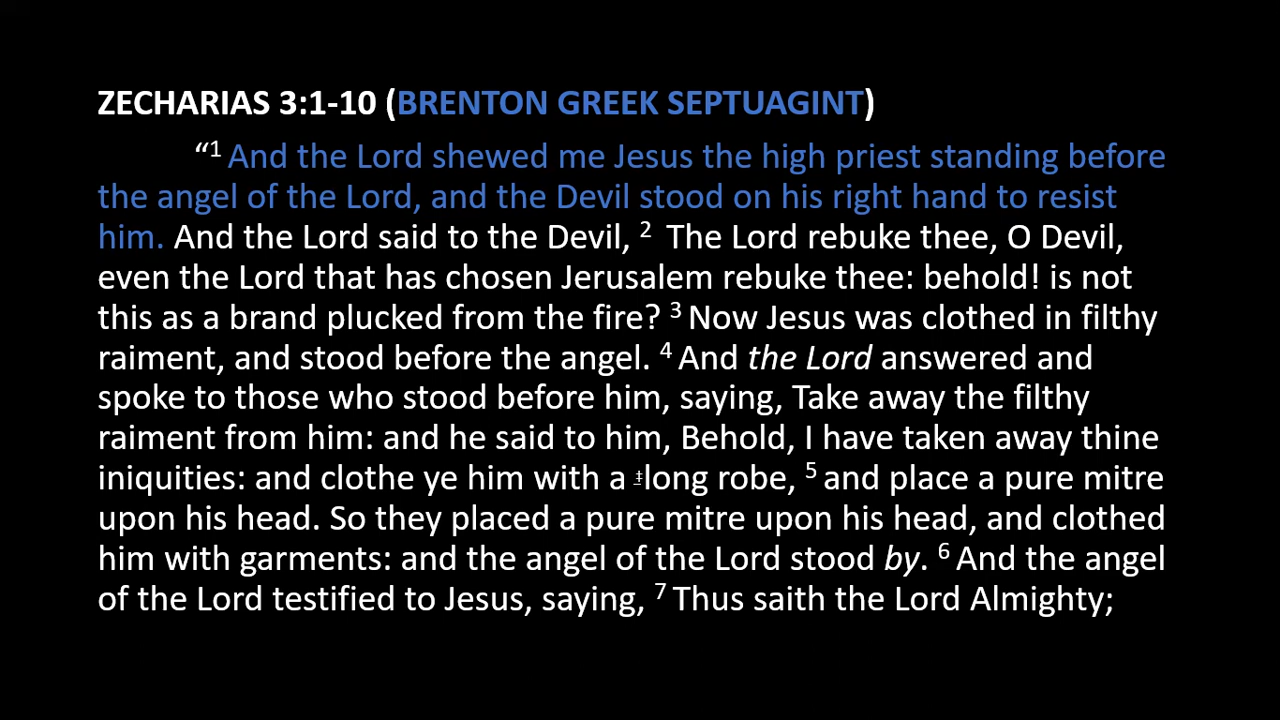 ZECHARIAS 3:1-10 (BRENTON GREEK SEPTUAGINT)
“1 And the Lord shewed me Jesus the high priest standing before
the angel of the Lord, and the Devil stood on his right hand to resist
him. And the Lord said to the Devil, 2 The Lord rebuke thee, O Devil,
even the Lord that has chosen Jerusalem rebuke thee: behold! is not
this as a brand plucked from the fire? 3 Now Jesus was clothed in filthy
raiment, and stood before the angel. 4 And the Lord answered and
spoke to those who stood before him, saying, Take away the filthy
raiment from him: and he said to him, Behold, I have taken away thine
iniquities: and clothe ye him with a ‡long robe, 5 and place a pure mitre
upon his head. So they placed a pure mitre upon his head, and clothed
him with garments: and the angel of the Lord stood by. 6 And the angel
of the Lord testified to Jesus, saying, 7 Thus saith the Lord Almighty;